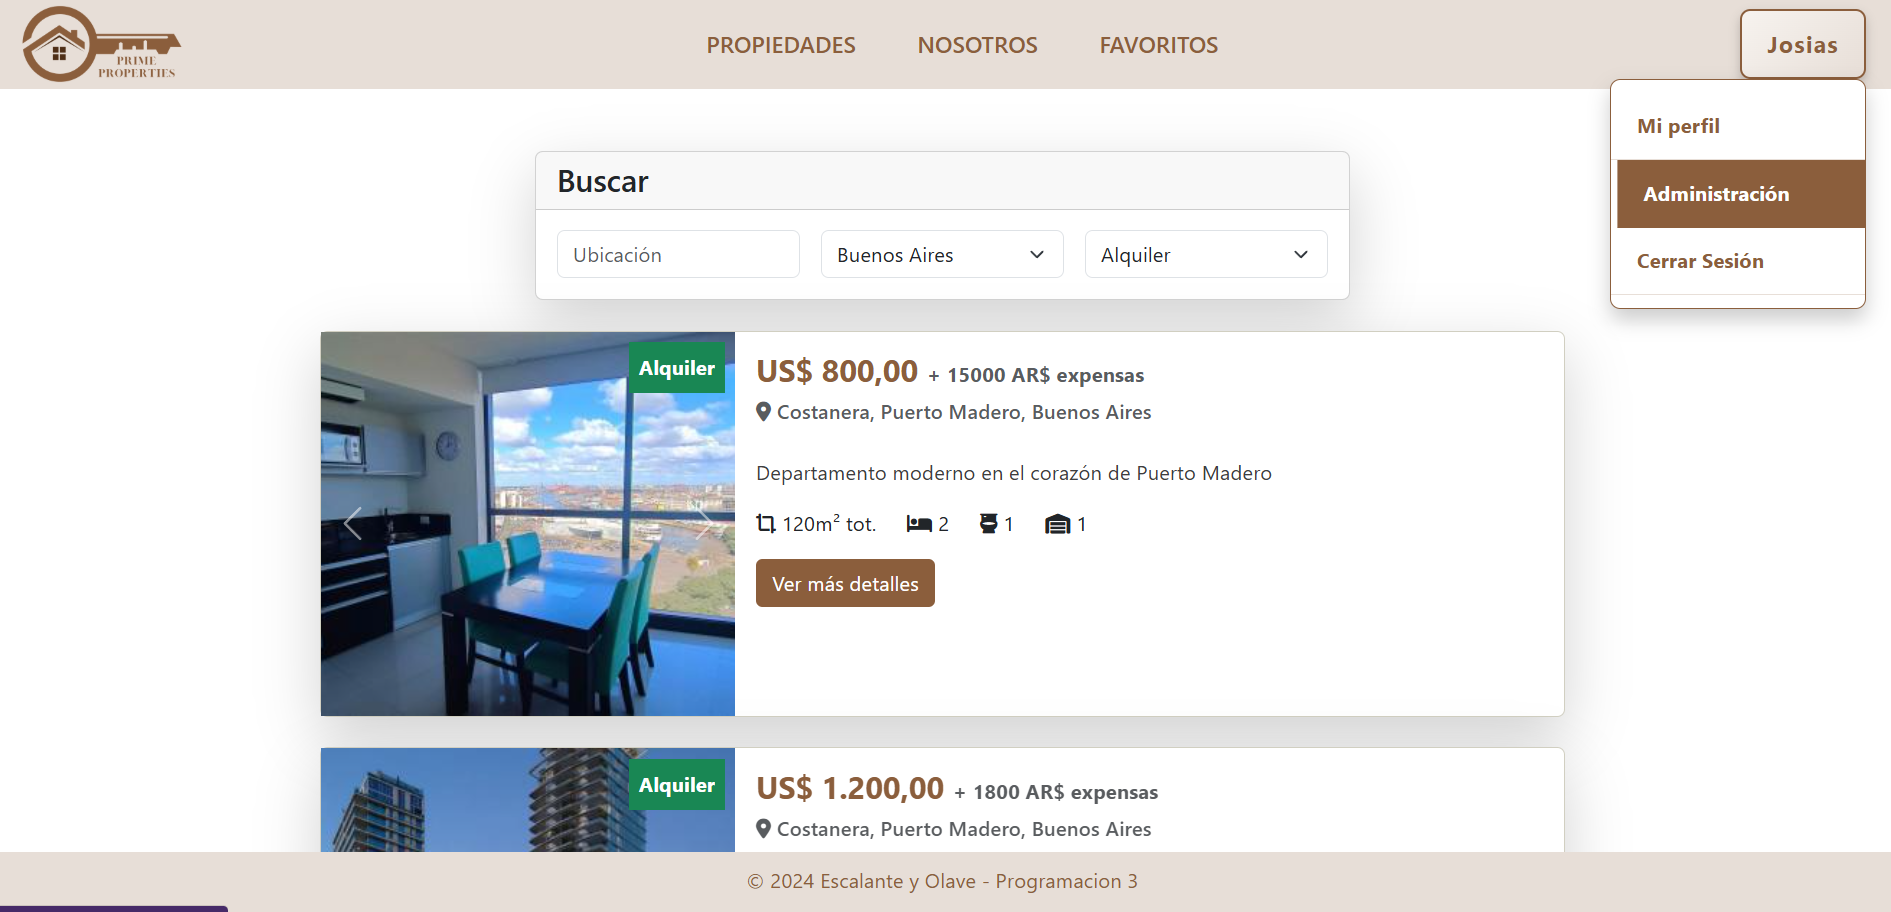 PRIME
PROPERTIES
PROPIEDADES NOSOTROS FAVORITOS
Josias
Mi perfil
Administración
Cerrar Sesión
Buscar
Ubicación Buenos Aires Alquiler
Alquiler
US$ 800,00 + 15000 AR$ expensas
Costanera, Puerto Madero, Buenos Aires
Departamento moderno en el corazón de Puerto Madero
120m² tot. 2 1 1
Ver más detalles
Alquiler
US$ 1.200,00 + 1800 AR$ expensas
Costanera, Puerto Madero, Buenos Aires
© 2024 Escalante y Olave - Programacion 3